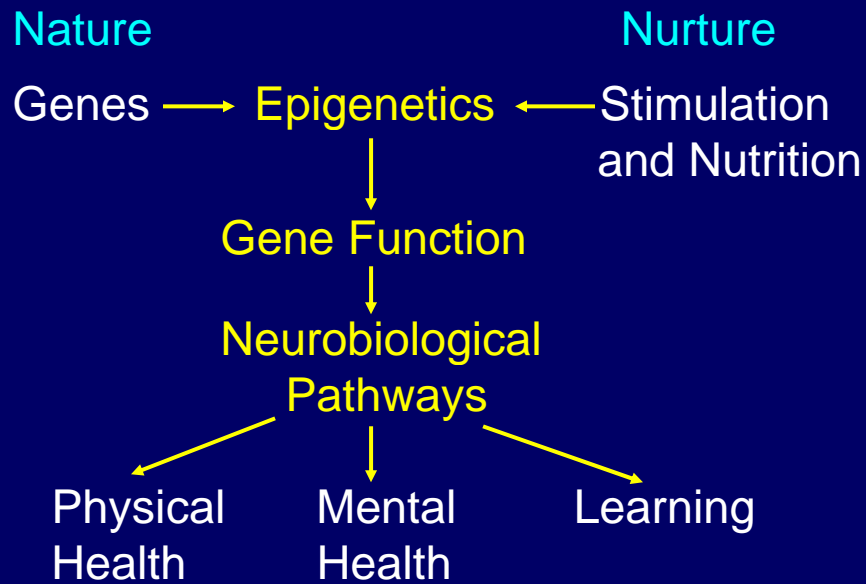 Nature Nurture
Genes Epigenetics Stimulation
and Nutrition
Gene Function
Neurobiological
Pathways
Physical Mental Learning
Health Health